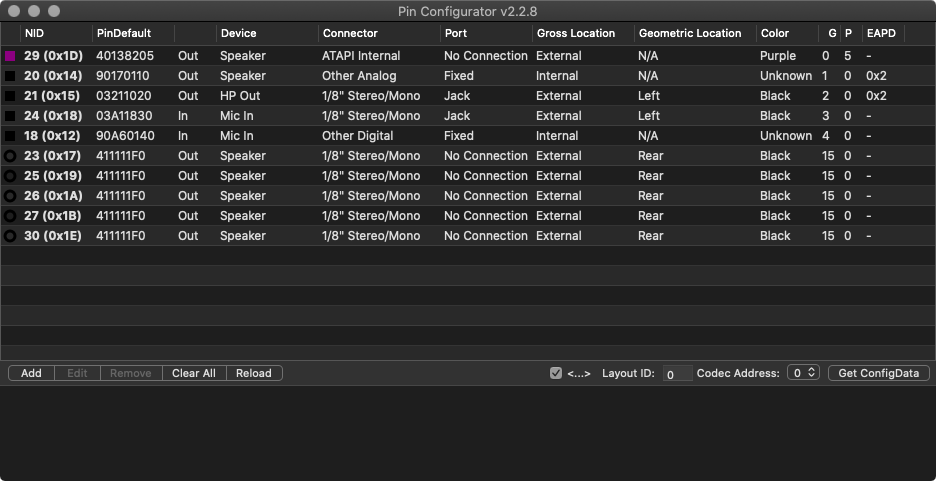 Pin Configurator v2.2.8
NID PinDefault Device Connector Port Gross Location Geometric Location Color G P EAPD
29 (0x1D) 40138205 Out Speaker ATAPI Internal No Connection External N/A Purple 0 5 -
20 (0x14) 90170110 Out Speaker Other Analog Fixed Internal N/A Unknown 1 0 0x2
21 (0x15) 03211020 Out HP Out 1/8" Stereo/Mono Jack External Left Black 2 0 0x2
24 (0x18) 03A11830 In Mic In 1/8" Stereo/Mono Jack External Left Black 3 0 -
18 (0x12) 90A60140 In Mic In Other Digital Fixed Internal N/A Unknown 4 0 -
23 (0x17) 411111F0 Out Speaker 1/8" Stereo/Mono No Connection External Rear Black 15 0 -
25 (0x19) 411111F0 Out Speaker 1/8" Stereo/Mono No Connection External Rear Black 15 0 -
26 (0x1A) 411111F0 Out Speaker 1/8" Stereo/Mono No Connection External Rear Black 15 0 -
27 (0x1B) 411111F0 Out Speaker 1/8" Stereo/Mono No Connection External Rear Black 15 0 -
30 (0x1E) 411111F0 Out Speaker 1/8" Stereo/Mono No Connection External Rear Black 15 0 -
Add Edit Remove Clear All Reload <...> Layout ID: 0 Codec Address: 0 Get ConfigData